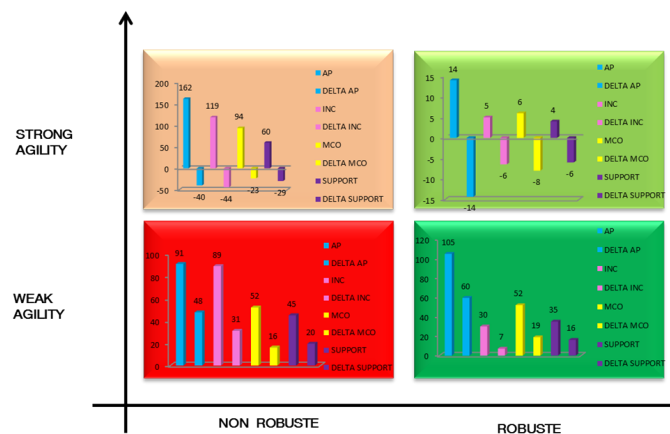 STRONG
AGILITY
200
150
100
50
0
-50
162
-40
119
-44
94
-23
60
-29
AP
DELTA AP
INC
DELTA INC
MCO
DELTA MCO
SUPPORT
DELTA SUPPORT
15
10
5
0
-5
-10
-15
14
-14
5
-6
6
-8
4
-6
AP
DELTA AP
INC
DELTA INC
MCO
DELTA MCO
SUPPORT
DELTA SUPPORT
WEAK
AGILITY
100
80
60
40
20
0
91
48
89
31
52
16
45
20
AP
DELTA AP
INC
DELTA INC
MCO
DELTA MCO
SUPPORT
DELTA SUPPORT
120
100
80
60
40
20
0
105
60
30
7
52
19
35
16
AP
DELTA AP
INC
DELTA INC
MCO
DELTA MCO
SUPPORT
DELTA SUPPORT
NON ROBUSTE
ROBUSTE